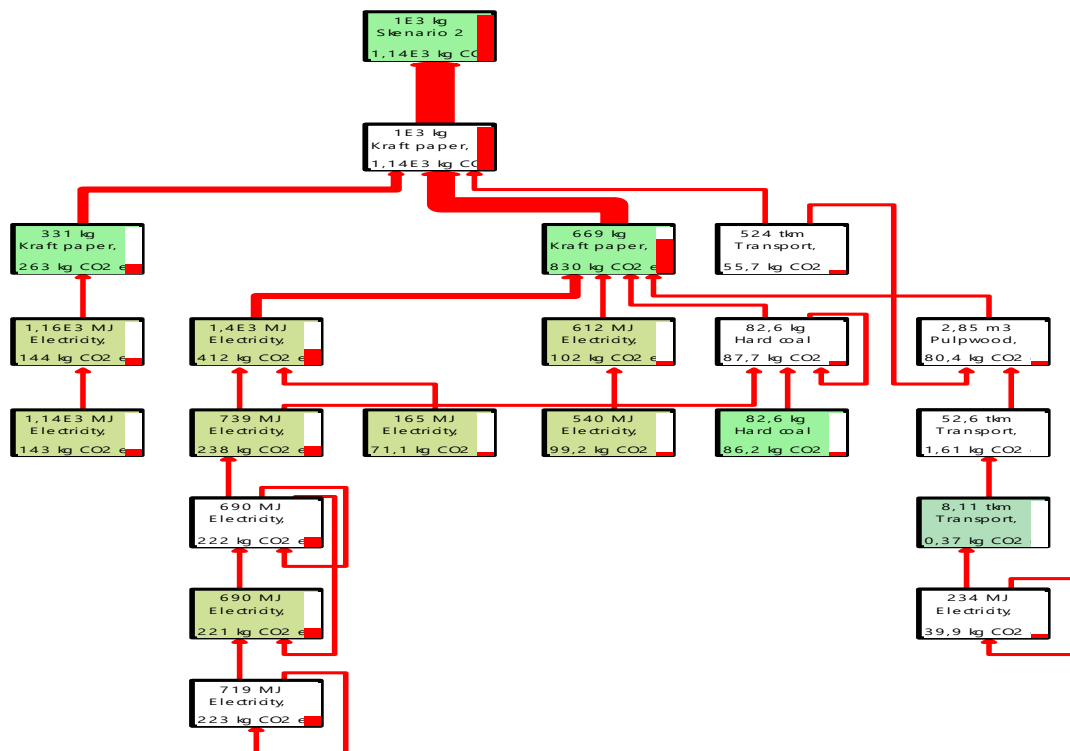 1E3 kg
Skenario 2
1,14E3 kg CO
1E3 kg
Kraft paper,
1,14E3 kg CO
331 kg
Kraft paper,
263 kg CO2 e
669 kg
Kraft paper,
830 kg CO2 e
524 tkm
Transport,
55,7 kg CO2
1,16E3 MJ
Electricity,
144 kg CO2 e
1,4E3 MJ
Electricity,
412 kg CO2 e
612 MJ
Electricity,
102 kg CO2 e
82,6 kg
Hard coal
87,7 kg CO2
2,85 m3
Pulpwood,
80,4 kg CO2
1,14E3 MJ
Electricity,
143 kg CO2 e
739 MJ
Electricity,
238 kg CO2 e
165 MJ
Electricity,
71,1 kg CO2
540 MJ
Electricity,
99,2 kg CO2
82,6 kg
Hard coal
86,2 kg CO2
52,6 tkm
Transport,
1,61 kg CO2
690 MJ
Electricity,
222 kg CO2 e
8,11 tkm
Transport,
0,37 kg CO2
690 MJ
Electricity,
221 kg CO2 e
234 MJ
Electricity,
39,9 kg CO2
719 MJ
Electricity,
223 kg CO2 e